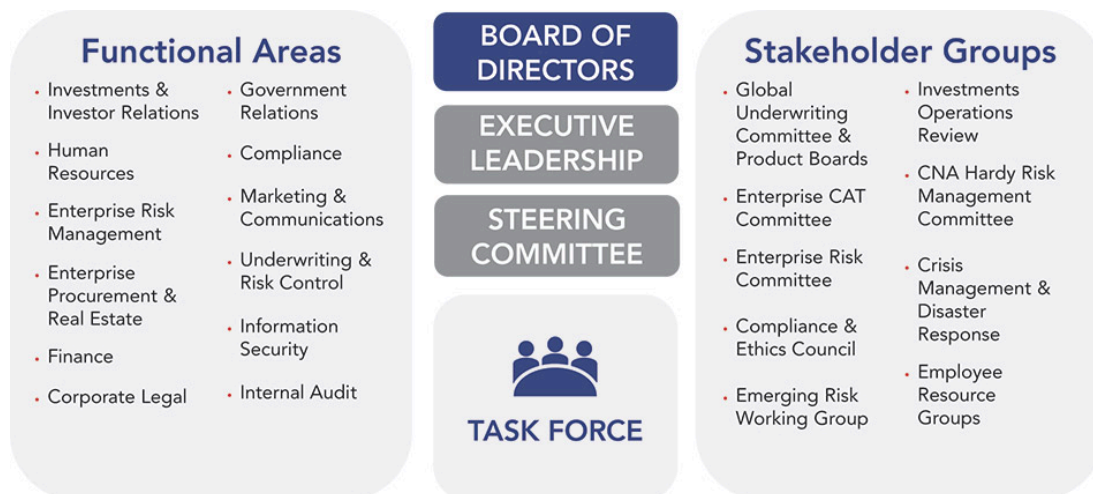 Functional Areas
• Investments &
Investor Relations
• Human
Resources
• Enterprise Risk
Management
• Enterprise
Procurement &
Real Estate
• Finance
• Corporate Legal
• Government
Relations
• Compliance
• Marketing &
Communications
• Underwriting &
Risk Control
• Information
Security
• Internal Audit
BOARD OF
DIRECTORS
EXECUTIVE
LEADERSHIP
STEERING
COMMITTEE
TASK FORCE
Stakeholder Groups
• Global
Underwriting
Committee &
Product Boards
• Enterprise CAT
Committee
• Enterprise Risk
Committee
• Compliance &
Ethics Council
• Emerging Risk
Working Group
• Investments
Operations
Review
• CNA Hardy Risk
Management
Committee
• Crisis
Management &
Disaster
Response
• Employee
Resource
Groups